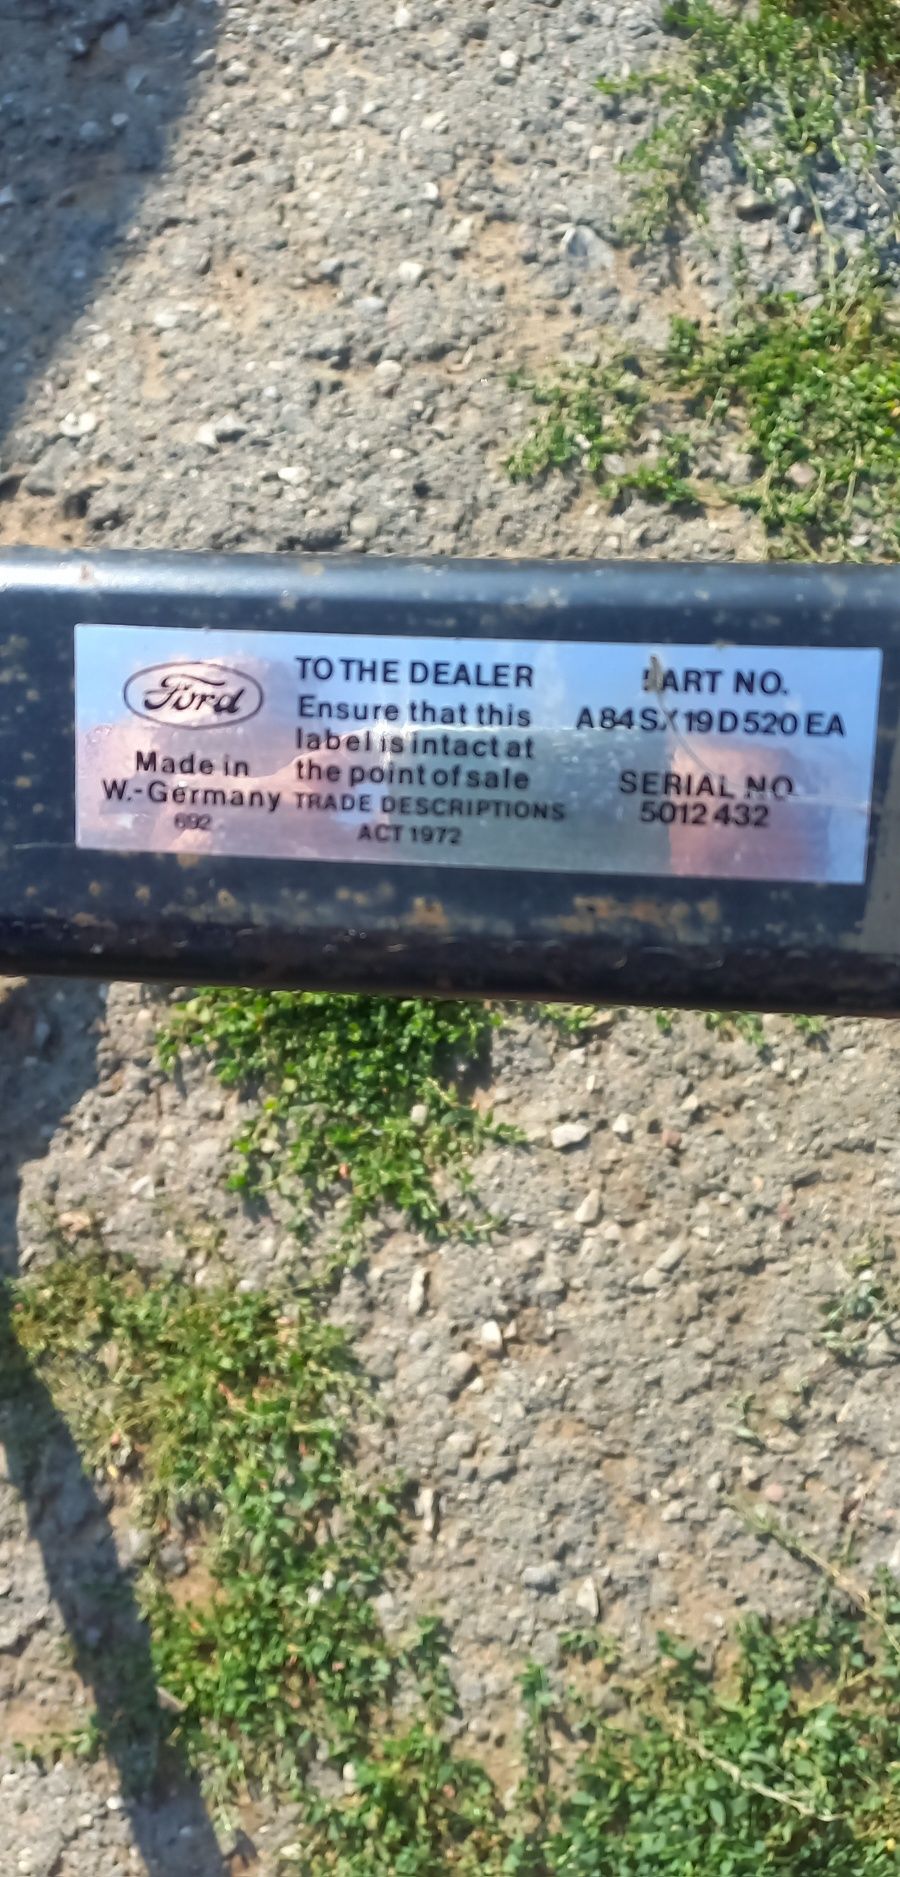 Ford
Made in
W.-Germany
692
TO THE DEALER
Ensure that this
label is intact at
the point of sale
TRADE DESCRIPTIONS
ACT 1972
PART NO.
A84SX19D520EA
SERIAL NO
5012432